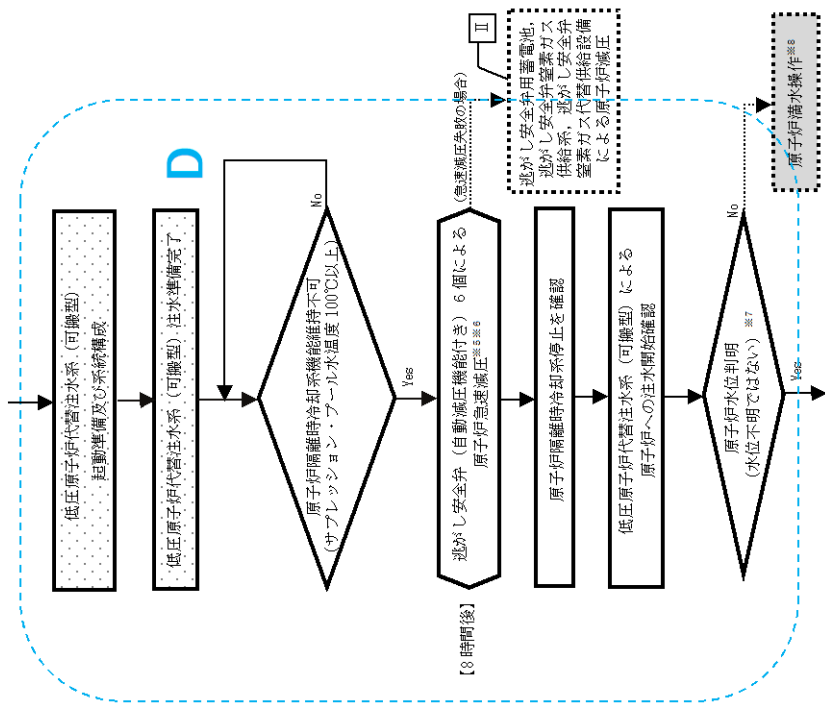 低圧原子炉代替注水系（可搬型）
起動準備及び系統構成
D
低圧原子炉代替注水系（可搬型）注水準備完了
原子炉隔離時冷却系機能維持不可
（サプレッション・プール水温度 100℃以上）
No
Yes
【8 時間後】
逃がし安全弁（自動減圧機能付き）6 個による
原子炉急速減圧※5※6
（急速減圧失敗の場合）
Ⅱ
逃がし安全弁用蓄電池，
逃がし安全弁窒素ガス
供給系，逃がし安全弁
窒素ガス代替供給設備
による原子炉減圧
原子炉隔離時冷却系停止を確認
低圧原子炉代替注水系（可搬型）による
原子炉への注水開始確認
原子炉水位判明
（水位不明ではない）※7
No
Yes
原子炉満水操作※8